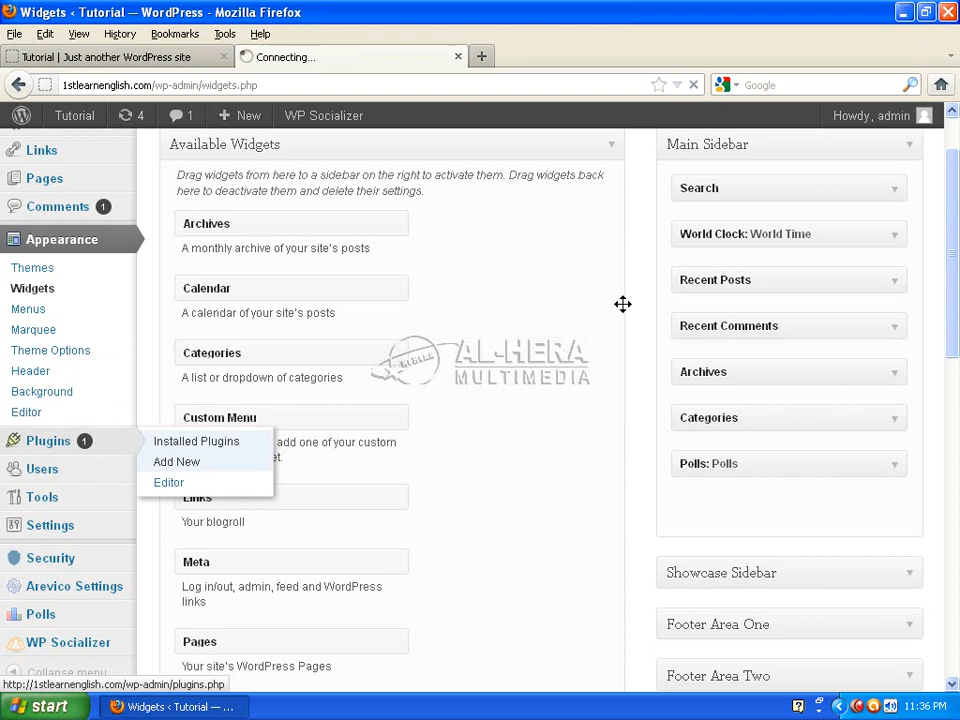 Widgets ‹ Tutorial — WordPress - Mozilla Firefox
File Edit View History Bookmarks Tools Help
Tutorial | Just another WordPress site
Connecting...
1stlearnenglish.com/wp-admin/widgets.php
Google
Tutorial 4 1 New WP Socializer Howdy, admin
Links
Pages
Comments 1
Appearance
Themes
Widgets
Menus
Marquee
Theme Options
Header
Background
Editor
Plugins 1
Installed Plugins
Add New
Editor
Users
Tools
Settings
Security
Arevico Settings
Polls
WP Socializer
Collapse menu
Available Widgets
Drag widgets from here to a sidebar on the right to activate them. Drag widgets back
here to deactivate them and delete their settings.
Archives
A monthly archive of your site's posts
Calendar
A calendar of your site's posts
Categories
A list or dropdown of categories
Custom Menu
add one of your custom
Links
Your blogroll
Meta
Log in/out, admin, feed and WordPress
links
Pages
Your site's WordPress Pages
AL-HERA
MULTIMEDIA
Main Sidebar
Search
World Clock: World Time
Recent Posts
Recent Comments
Archives
Categories
Polls: Polls
Showcase Sidebar
Footer Area One
Footer Area Two
http://1stlearnenglish.com/wp-admin/plugins.php
start
Widgets ‹ Tutorial — ...
11:36 PM